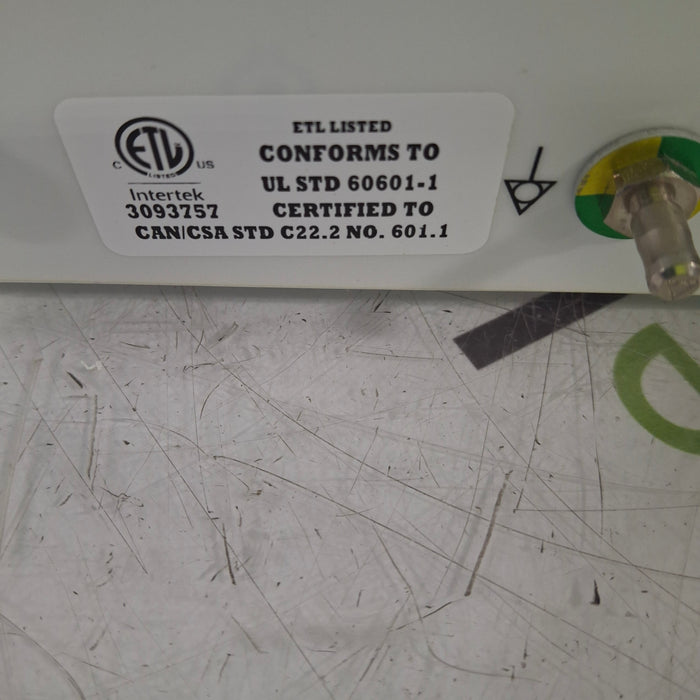 ETL LISTED
CONFORMS TO
UL STD 60601-1
CERTIFIED TO
CAN/CSA STD C22.2 NO. 601.1
C ETL US
LISTED
Intertek
3093757